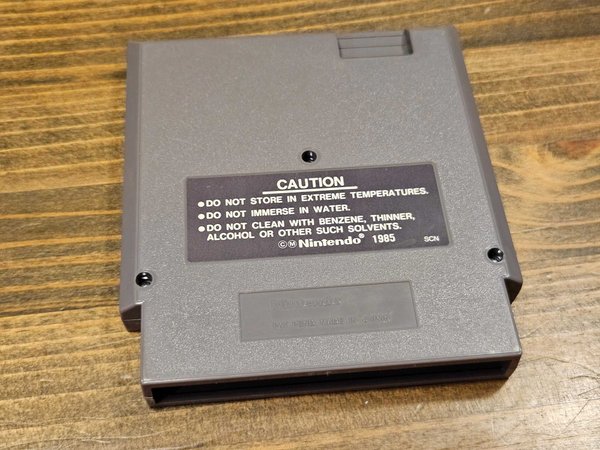 CAUTION
●DO NOT STORE IN EXTREME TEMPERATURES.
●DO NOT IMMERSE IN WATER.
●DO NOT CLEAN WITH BENZENE, THINNER,
ALCOHOL OR OTHER SUCH SOLVENTS.
©Ⓜ Nintendo® 1985 SCN